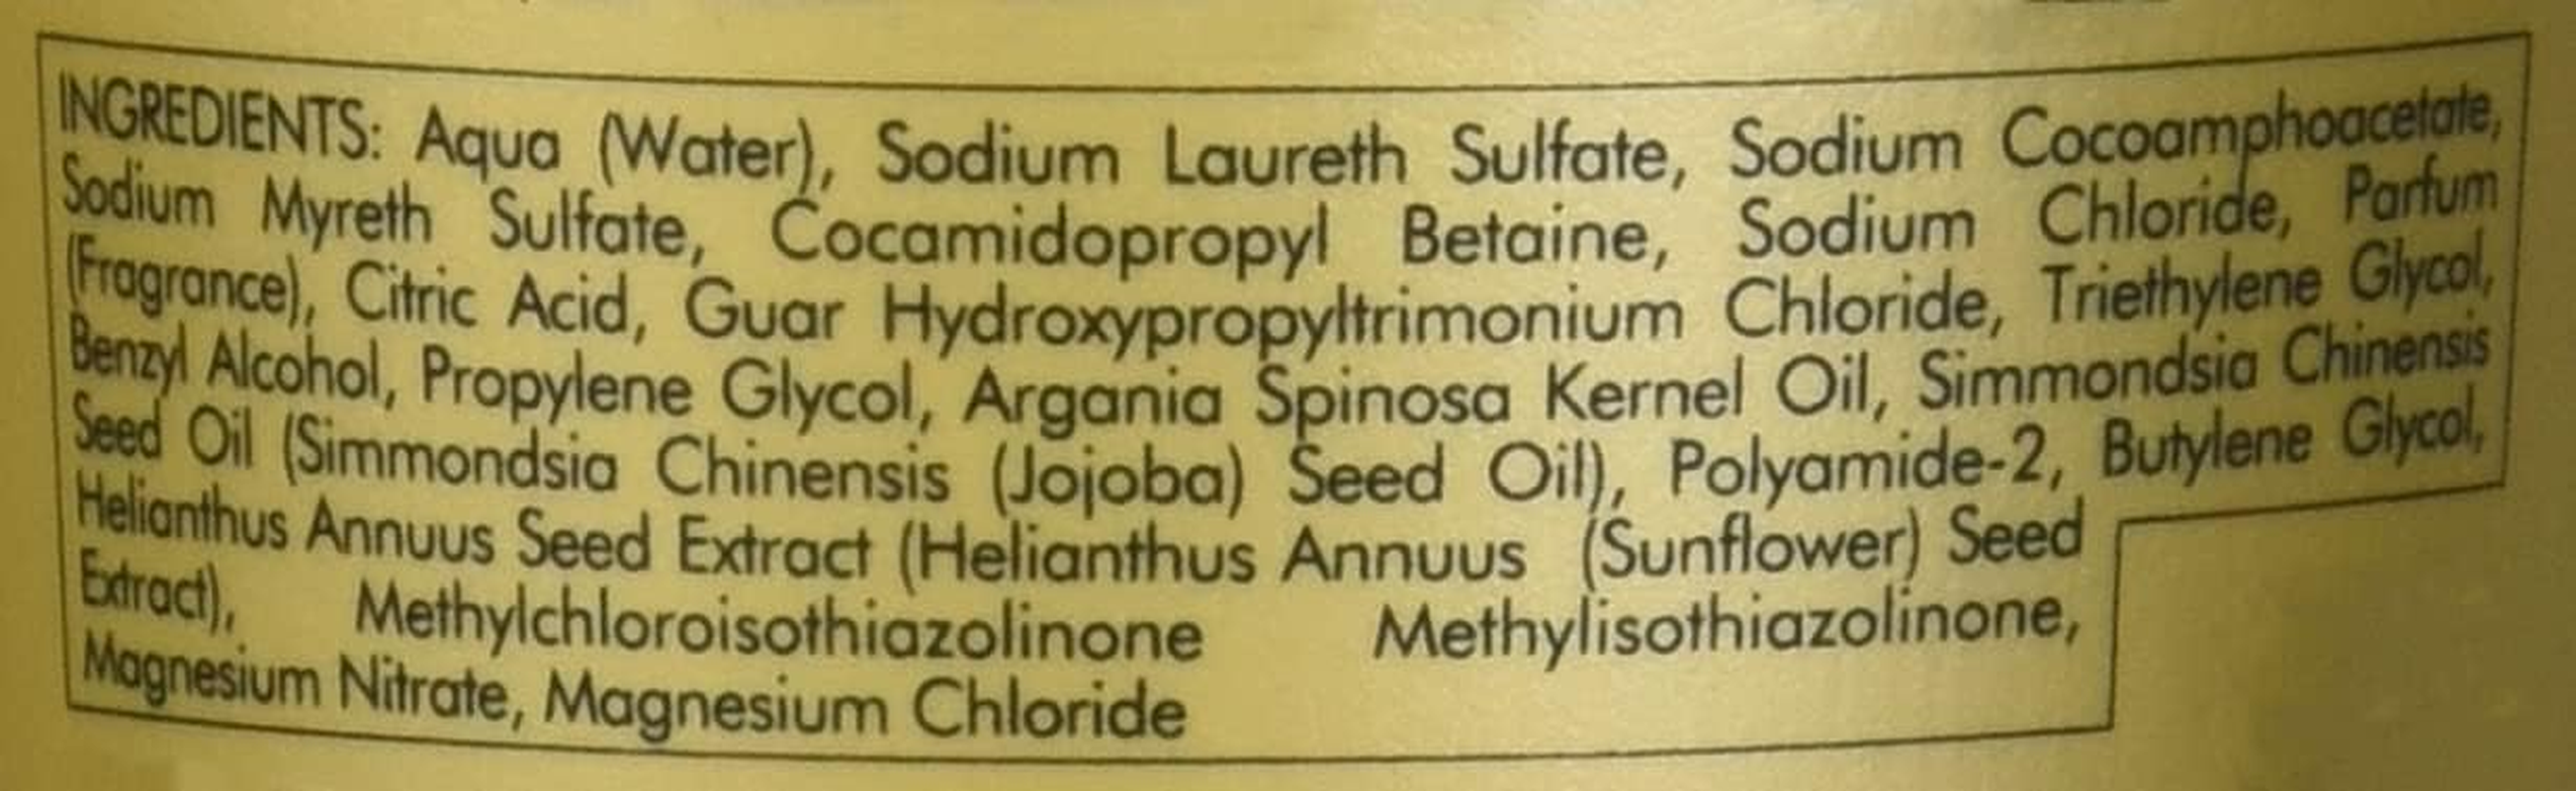 INGREDIENTS: Aqua (Water), Sodium Laureth Sulfate, Sodium Cocoamphoacetate,
Sodium Myreth Sulfate, Cocamidopropyl Betaine, Sodium Chloride, Parfum
(Fragrance), Citric Acid, Guar Hydroxypropyltrimonium Chloride, Triethylene Glycol,
Benzyl Alcohol, Propylene Glycol, Argania Spinosa Kernel Oil, Simmondsia Chinensis
Seed Oil (Simmondsia Chinensis (Jojoba) Seed Oil), Polyamide-2, Butylene Glycol,
Helianthus Annuus Seed Extract (Helianthus Annuus (Sunflower) Seed
Extract), Methylchloroisothiazolinone Methylisothiazolinone,
Magnesium Nitrate, Magnesium Chloride